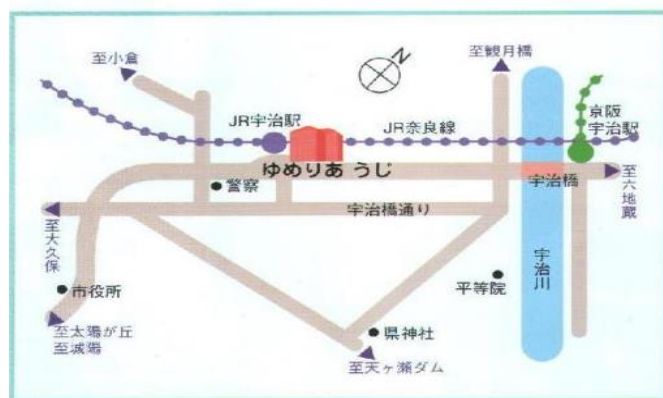 至小倉
N
至観月橋
京阪
宇治駅
JR宇治駅
JR奈良線
ゆめりあ うじ
警察
宇治橋
至六地蔵
宇治橋通り
至大久保
宇治川
市役所
平等院
至太陽が丘
至城陽
県神社
至天ヶ瀬ダム